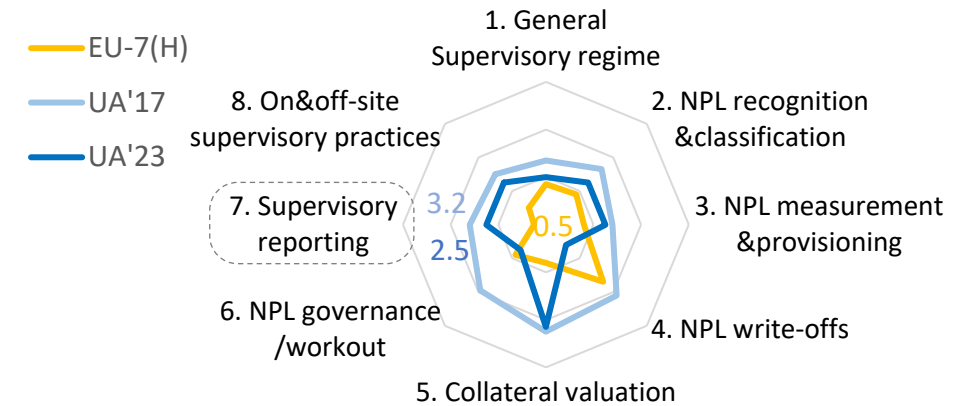 EU-7(H)
UA'17
UA'23
1. General
Supervisory regime
2. NPL recognition
&classification
3. NPL measurement
&provisioning
4. NPL write-offs
5. Collateral valuation
6. NPL governance
/workout
7. Supervisory
reporting
8. On&off-site
supervisory practices
3.2
2.5
0.5